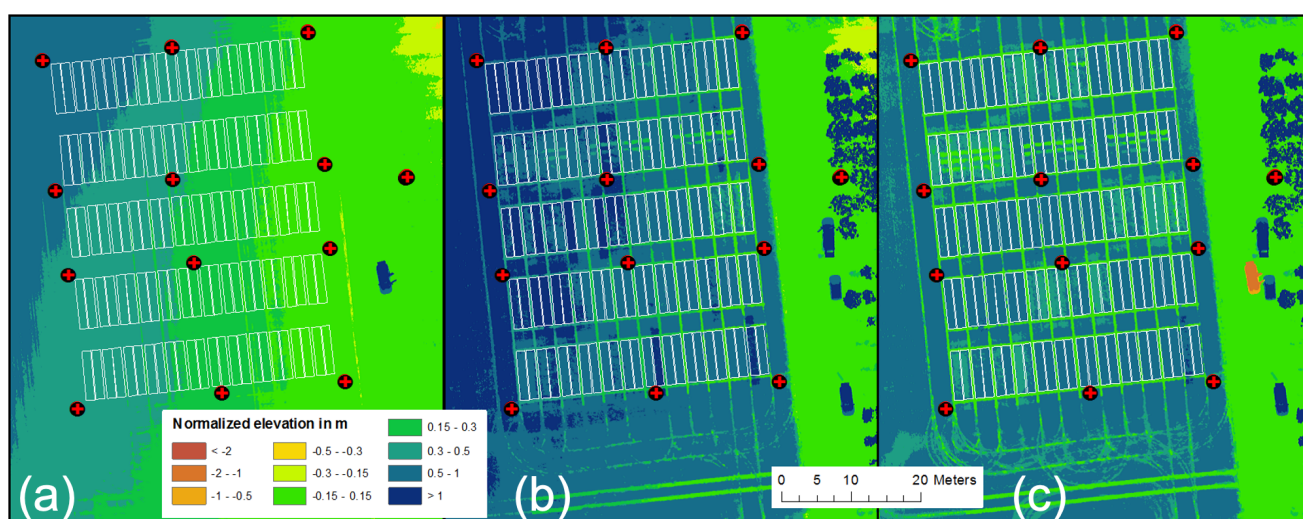 Normalized elevation in m
< -2
-2 - -1
-1 - -0.5
-0.5 - -0.3
-0.3 - -0.15
-0.15 - 0.15
0.15 - 0.3
0.3 - 0.5
0.5 - 1
> 1
(a)
(b)
0 5 10 20 Meters
(c)